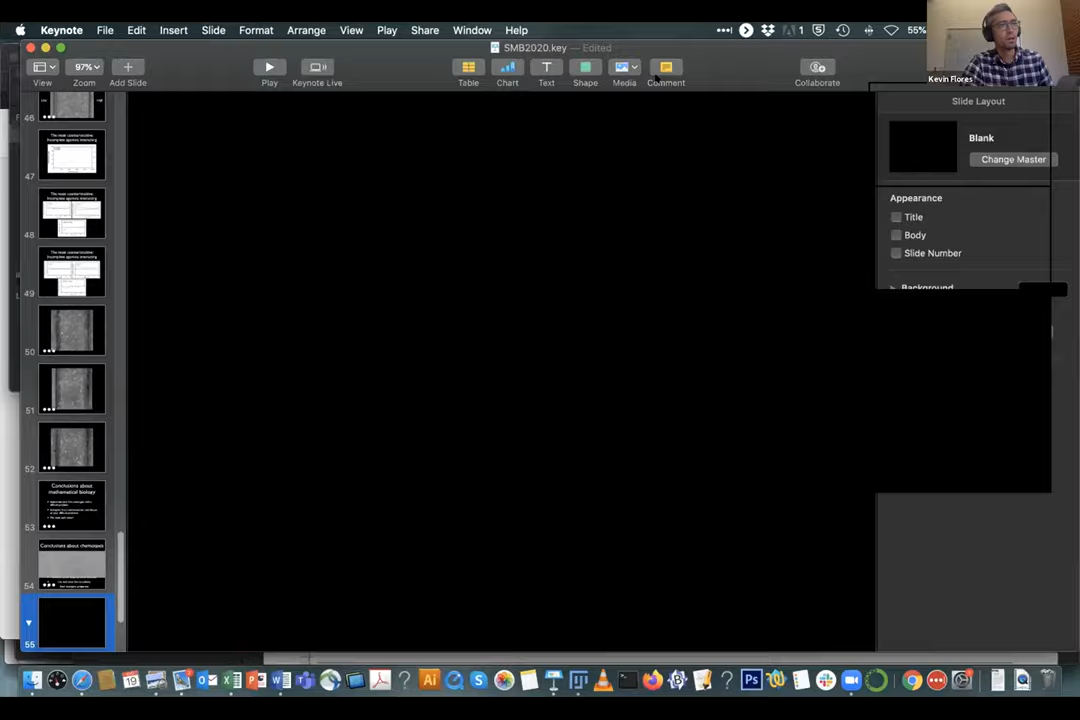 Keynote File Edit Insert Slide Format Arrange View Play Share Window Help 1 55%
SMB2020.key — Edited
97%
View Zoom Add Slide Play Keynote Live Table Chart Text Shape Media Comment Collaborate
Kevin Flores
Slide Layout
Blank
Change Master
Appearance
Title
Body
Slide Number
Background
46
47
48
49
50
51
52
Conclusions about
mathematical biology
53
Conclusions about chemotaxis
54
55
19